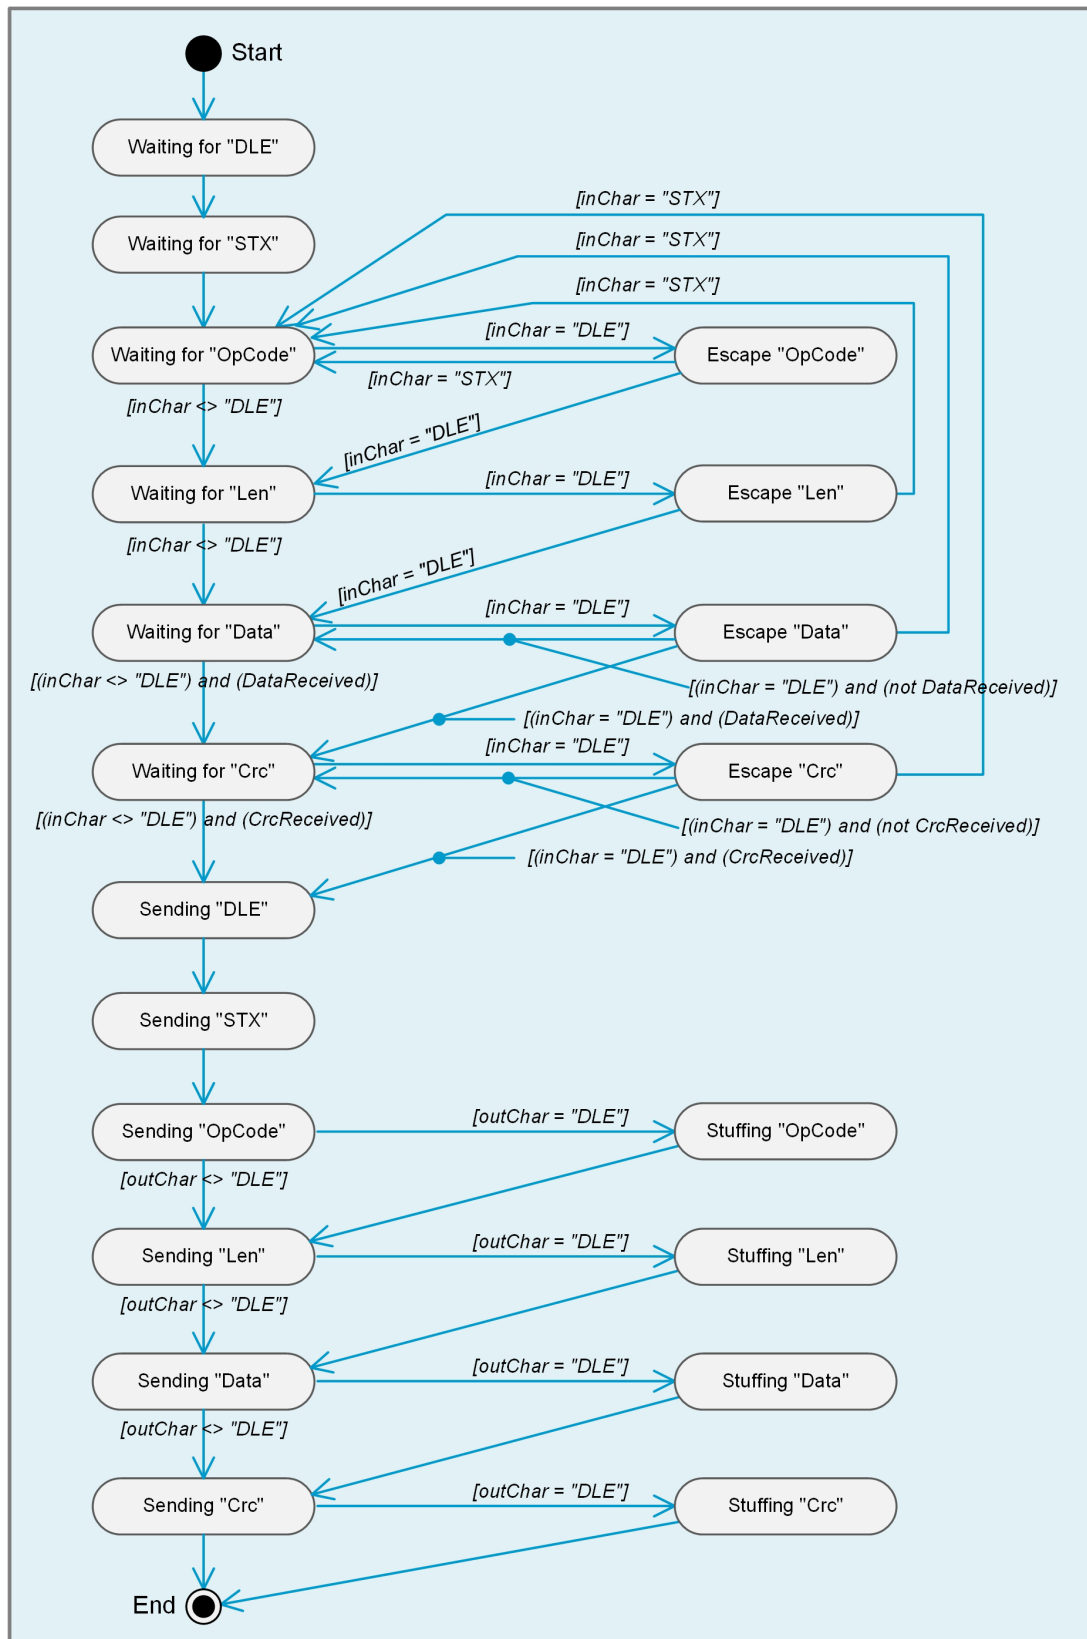 Start
Waiting for "DLE"
[inChar = "STX"]
Waiting for "STX"
[inChar = "STX"]
[inChar = "STX"]
[inChar = "DLE"]
Waiting for "OpCode"
Escape "OpCode"
[inChar = "STX"]
[inChar <> "DLE"]
[inChar = "DLE"]
[inChar = "DLE"]
Waiting for "Len"
Escape "Len"
[inChar <> "DLE"]
[inChar = "DLE"]
[inChar = "DLE"]
Waiting for "Data"
Escape "Data"
[(inChar <> "DLE") and (DataReceived)]
[(inChar = "DLE") and (not DataReceived)]
[(inChar = "DLE") and (DataReceived)]
[inChar = "DLE"]
Waiting for "Crc"
Escape "Crc"
[(inChar <> "DLE") and (CrcReceived)]
[(inChar = "DLE") and (not CrcReceived)]
[(inChar = "DLE") and (CrcReceived)]
Sending "DLE"
Sending "STX"
[outChar = "DLE"]
Sending "OpCode"
Stuffing "OpCode"
[outChar <> "DLE"]
[outChar = "DLE"]
Sending "Len"
Stuffing "Len"
[outChar <> "DLE"]
[outChar = "DLE"]
Sending "Data"
Stuffing "Data"
[outChar <> "DLE"]
[outChar = "DLE"]
Sending "Crc"
Stuffing "Crc"
End